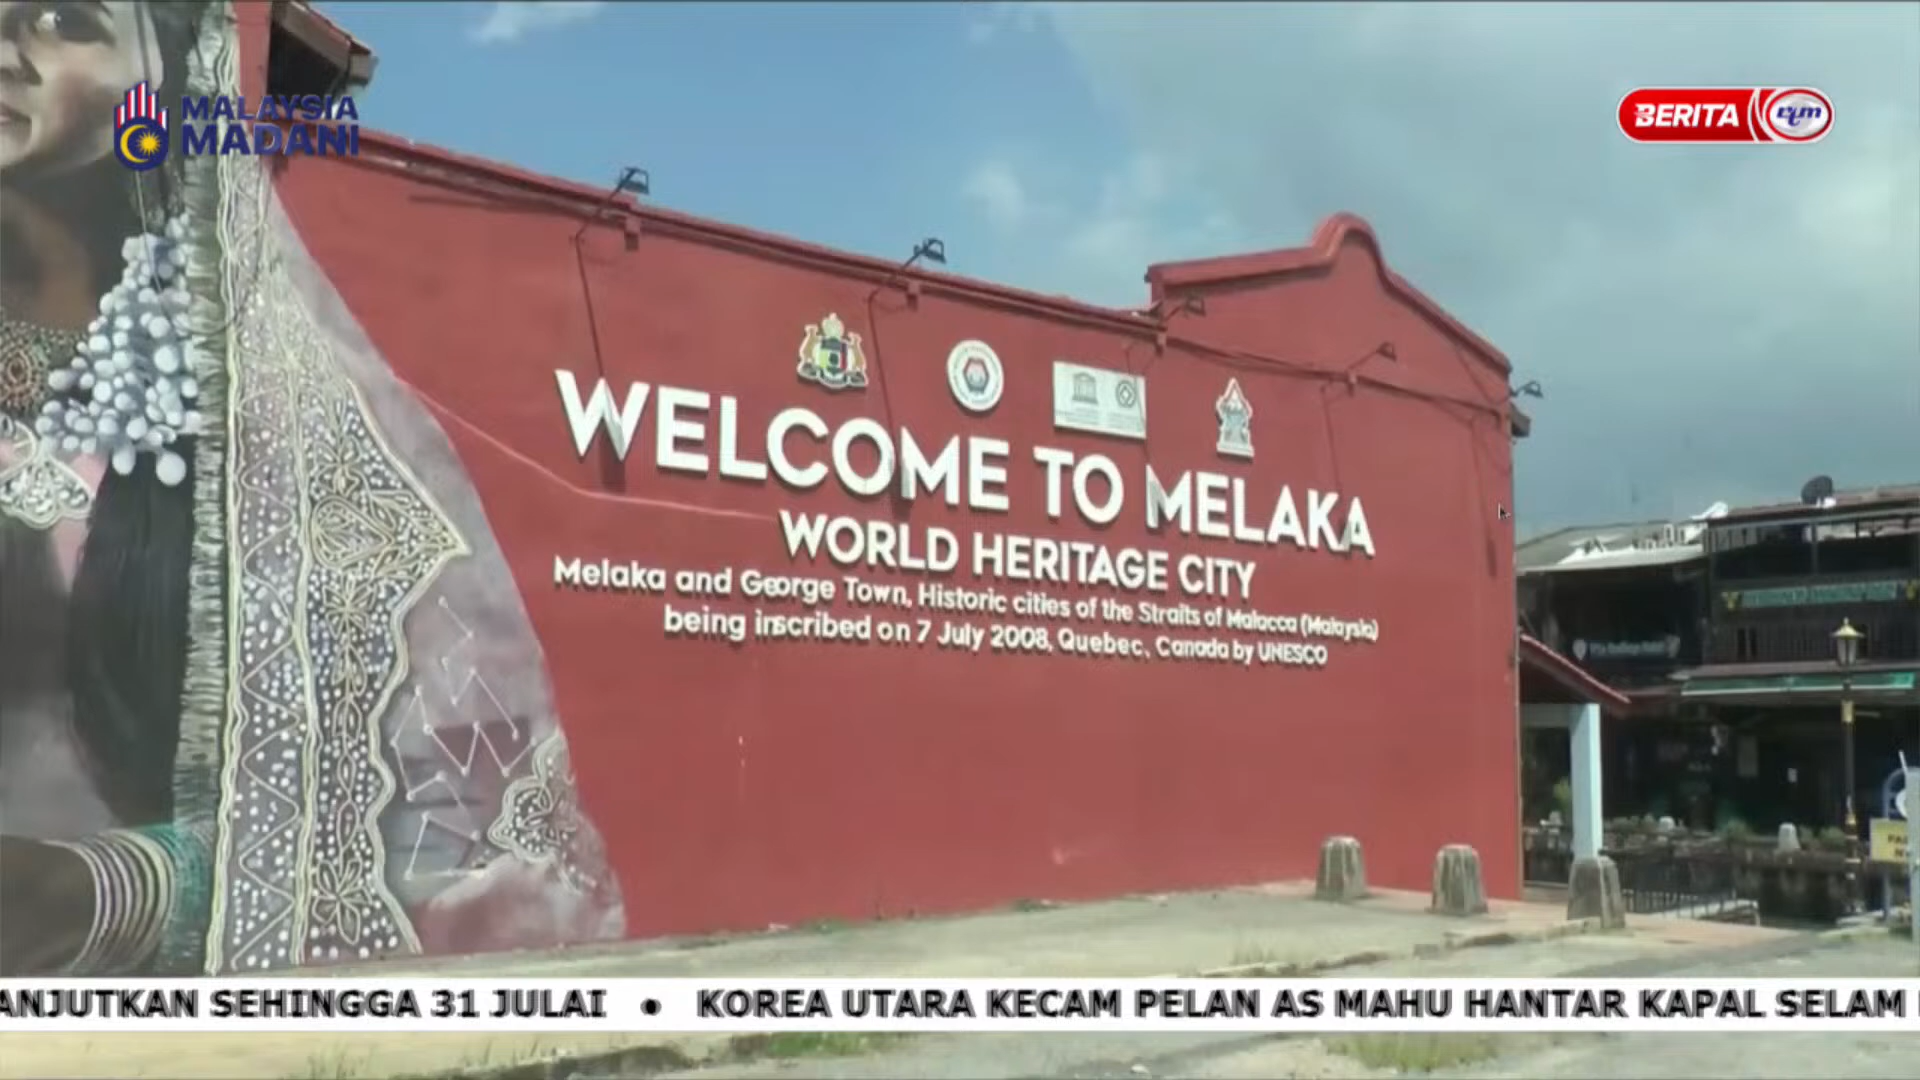 MALAYSIA
MADANI
BERITA rtm
WELCOME TO MELAKA
WORLD HERITAGE CITY
Melaka and George Town, Historic cities of the Straits of Malacca (Malaysia)
being inscribed on 7 July 2008, Quebec, Canada by UNESCO
ANJUTKAN SEHINGGA 31 JULAI • KOREA UTARA KECAM PELAN AS MAHU HANTAR KAPAL SELAM